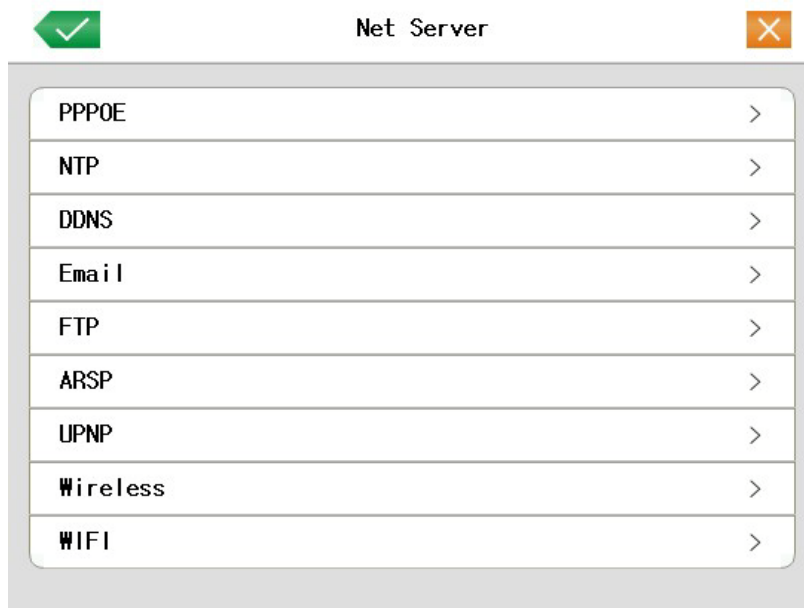 Net Server
PPPOE
NTP
DDNS
Email
FTP
ARSP
UPNP
Wireless
WIFI